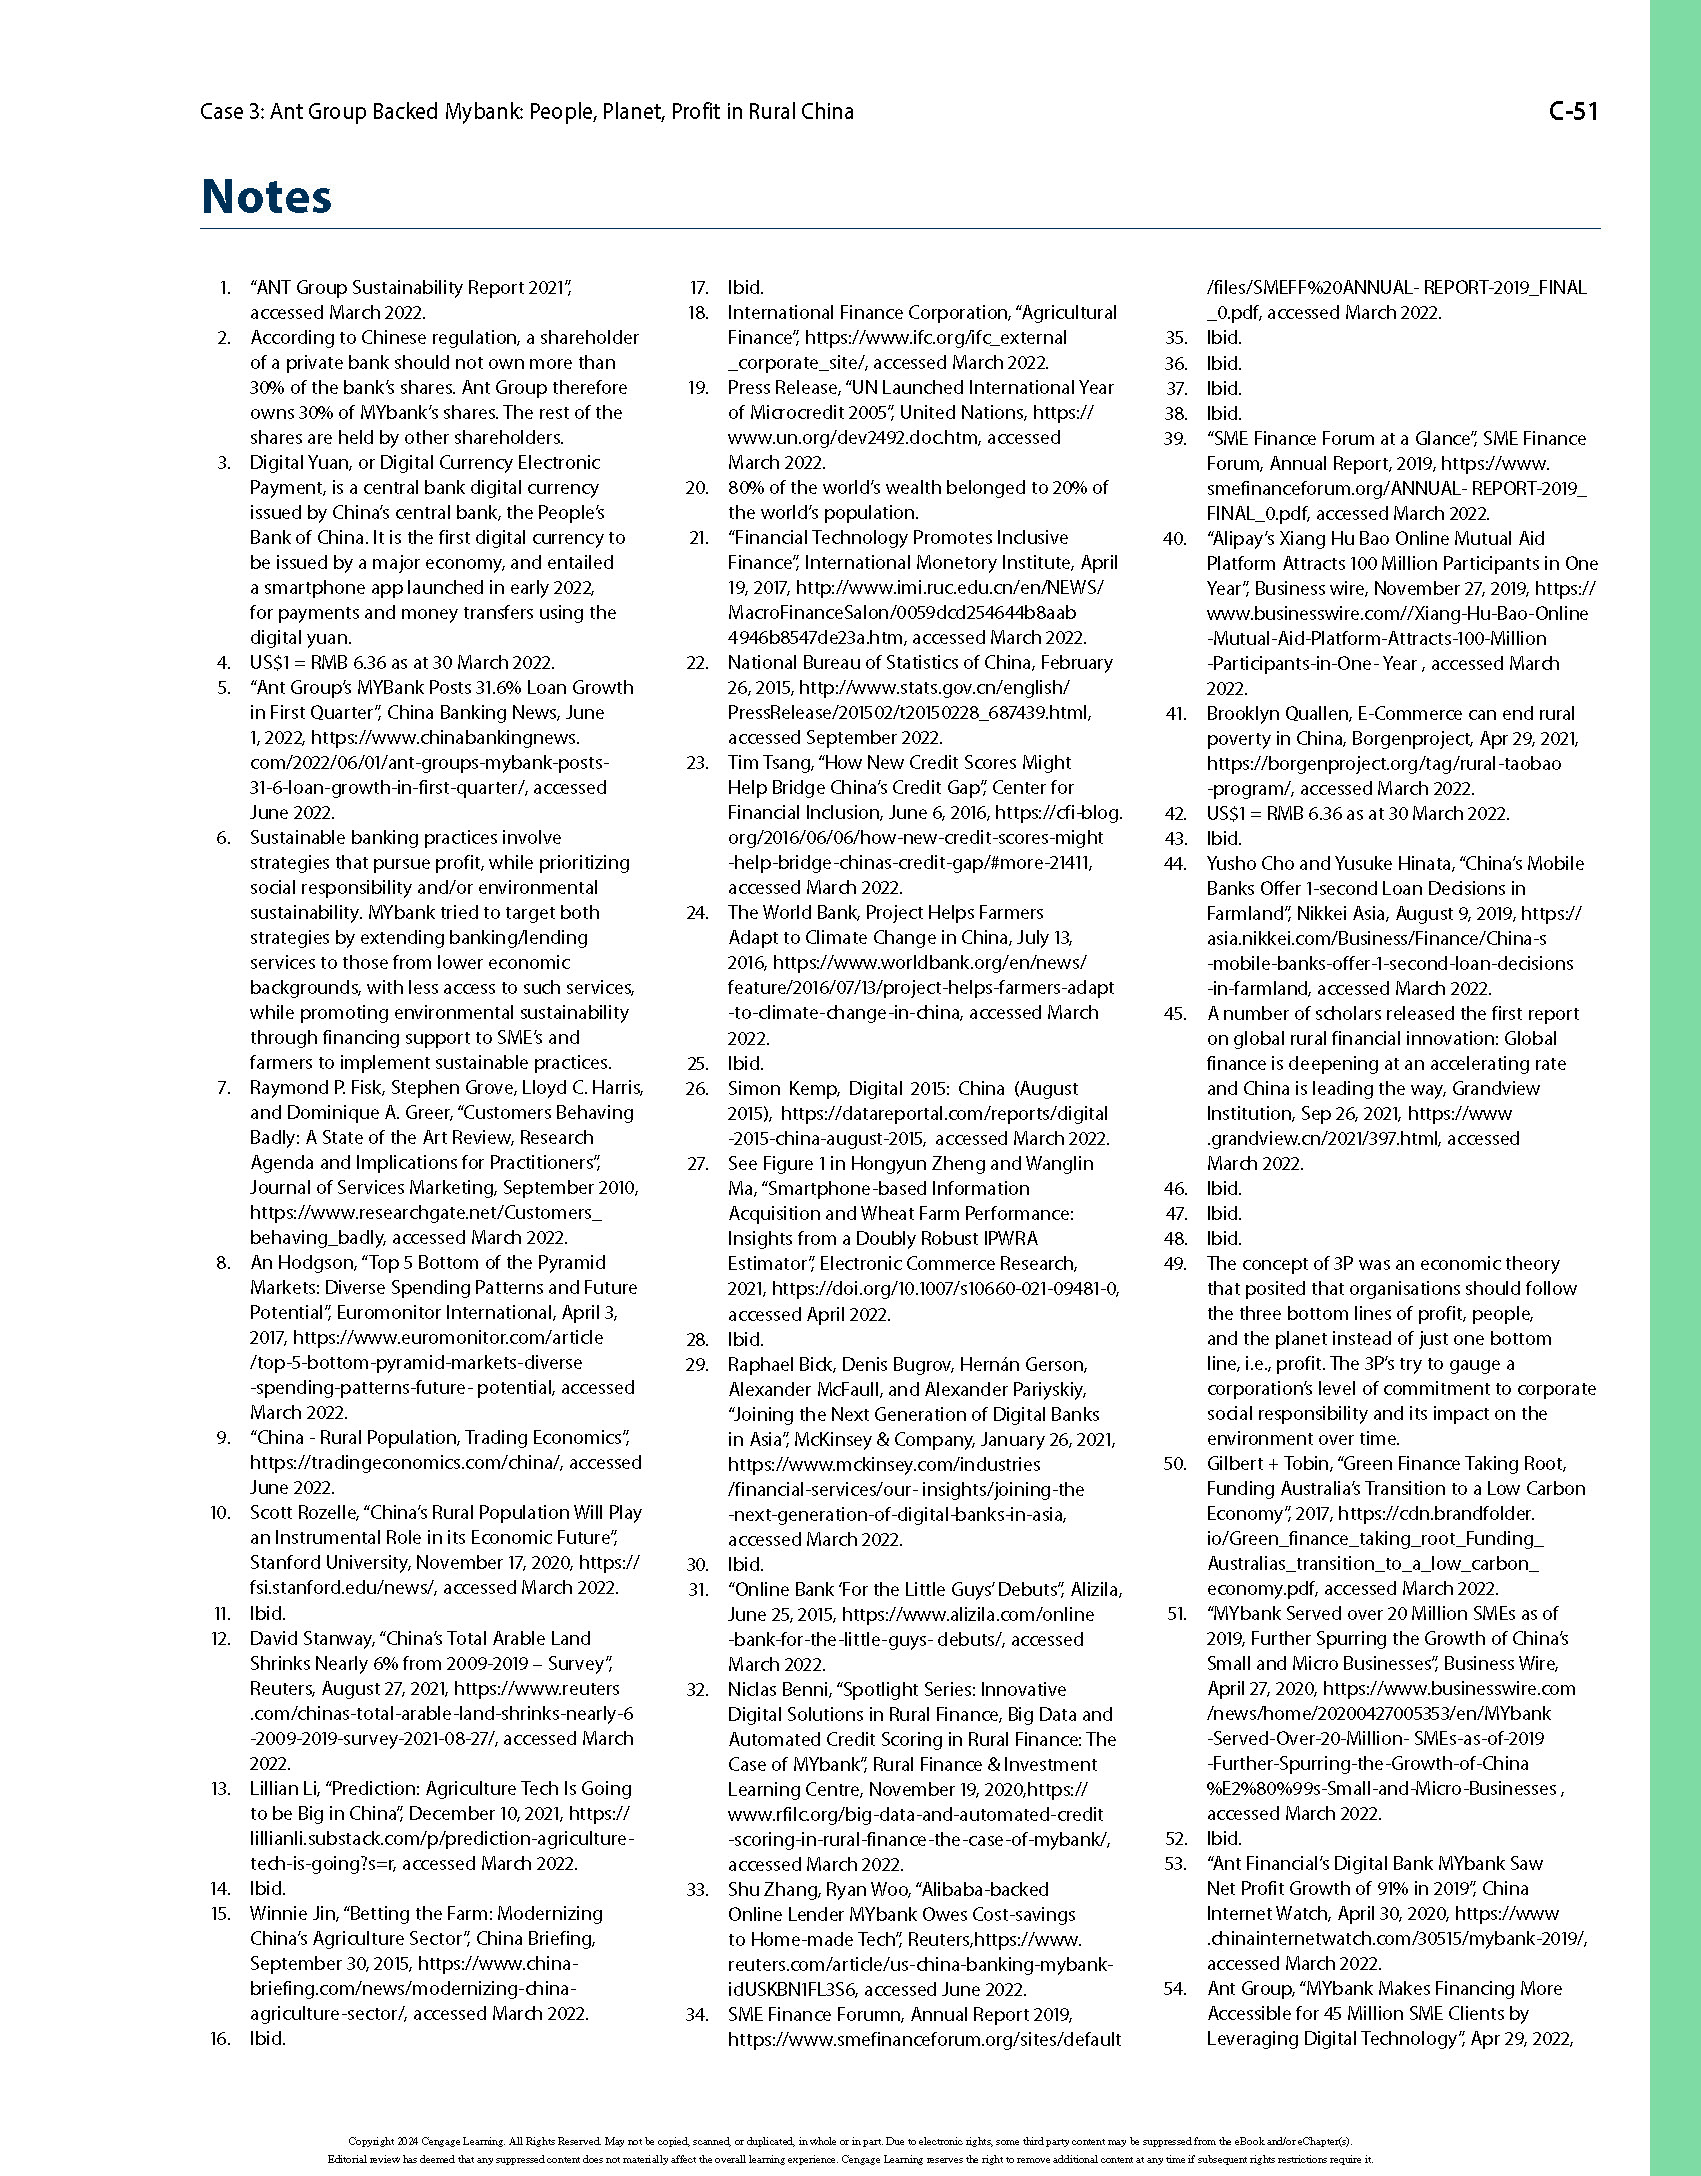 Case 3: Ant Group Backed Mybank: People, Planet, Profit in Rural China
C-51
Notes
1. “ANT Group Sustainability Report 2021”,
accessed March 2022.
2. According to Chinese regulation, a shareholder
of a private bank should not own more than
30% of the bank’s shares. Ant Group therefore
owns 30% of MYbank’s shares. The rest of the
shares are held by other shareholders.
3. Digital Yuan, or Digital Currency Electronic
Payment, is a central bank digital currency
issued by China’s central bank, the People’s
Bank of China. It is the first digital currency to
be issued by a major economy, and entailed
a smartphone app launched in early 2022,
for payments and money transfers using the
digital yuan.
4. US$1 = RMB 6.36 as at 30 March 2022.
5. “Ant Group’s MYBank Posts 31.6% Loan Growth
in First Quarter”, China Banking News, June
1, 2022, https://www.chinabankingnews.
com/2022/06/01/ant-groups-mybank-posts-
31-6-loan-growth-in-first-quarter/, accessed
June 2022.
6. Sustainable banking practices involve
strategies that pursue profit, while prioritizing
social responsibility and/or environmental
sustainability. MYbank tried to target both
strategies by extending banking/lending
services to those from lower economic
backgrounds, with less access to such services,
while promoting environmental sustainability
through financing support to SME’s and
farmers to implement sustainable practices.
7. Raymond P. Fisk, Stephen Grove, Lloyd C. Harris,
and Dominique A. Greer, “Customers Behaving
Badly: A State of the Art Review, Research
Agenda and Implications for Practitioners”,
Journal of Services Marketing, September 2010,
https://www.researchgate.net/Customers_
behaving_badly, accessed March 2022.
8. An Hodgson, “Top 5 Bottom of the Pyramid
Markets: Diverse Spending Patterns and Future
Potential”, Euromonitor International, April 3,
2017, https://www.euromonitor.com/article
/top-5-bottom-pyramid-markets-diverse
-spending-patterns-future- potential, accessed
March 2022.
9. “China - Rural Population, Trading Economics”,
https://tradingeconomics.com/china/, accessed
June 2022.
10. Scott Rozelle, “China’s Rural Population Will Play
an Instrumental Role in its Economic Future”,
Stanford University, November 17, 2020, https://
fsi.stanford.edu/news/, accessed March 2022.
11. Ibid.
12. David Stanway, “China’s Total Arable Land
Shrinks Nearly 6% from 2009-2019 – Survey”,
Reuters, August 27, 2021, https://www.reuters
.com/chinas-total-arable-land-shrinks-nearly-6
-2009-2019-survey-2021-08-27/, accessed March
2022.
13. Lillian Li, “Prediction: Agriculture Tech Is Going
to be Big in China”, December 10, 2021, https://
lillianli.substack.com/p/prediction-agriculture-
tech-is-going?s=r, accessed March 2022.
14. Ibid.
15. Winnie Jin, “Betting the Farm: Modernizing
China’s Agriculture Sector”, China Briefing,
September 30, 2015, https://www.china-
briefing.com/news/modernizing-china-
agriculture-sector/, accessed March 2022.
16. Ibid.
17. Ibid.
18. International Finance Corporation, “Agricultural
Finance”, https://www.ifc.org/ifc_external
_corporate_site/, accessed March 2022.
19. Press Release, “UN Launched International Year
of Microcredit 2005”, United Nations, https://
www.un.org/dev2492.doc.htm, accessed
March 2022.
20. 80% of the world’s wealth belonged to 20% of
the world’s population.
21. “Financial Technology Promotes Inclusive
Finance”, International Monetary Institute, April
19, 2017, http://www.imi.ruc.edu.cn/en/NEWS/
MacroFinanceSalon/0059dcd254644b8aab
4946b8547de23a.htm, accessed March 2022.
22. National Bureau of Statistics of China, February
26, 2015, http://www.stats.gov.cn/english/
PressRelease/201502/t20150228_687439.html,
accessed September 2022.
23. Tim Tsang, “How New Credit Scores Might
Help Bridge China’s Credit Gap”, Center for
Financial Inclusion, June 6, 2016, https://cfi-blog.
org/2016/06/06/how-new-credit-scores-might
-help-bridge-chinas-credit-gap/#more-21411,
accessed March 2022.
24. The World Bank, Project Helps Farmers
Adapt to Climate Change in China, July 13,
2016, https://www.worldbank.org/en/news/
feature/2016/07/13/project-helps-farmers-adapt
-to-climate-change-in-china, accessed March
2022.
25. Ibid.
26. Simon Kemp, Digital 2015: China (August
2015), https://datareportal.com/reports/digital
-2015-china-august-2015, accessed March 2022.
27. See Figure 1 in Hongyun Zheng and Wanglin
Ma, “Smartphone-based Information
Acquisition and Wheat Farm Performance:
Insights from a Doubly Robust IPWRA
Estimator”, Electronic Commerce Research,
2021, https://doi.org/10.1007/s10660-021-09481-0,
accessed April 2022.
28. Ibid.
29. Raphael Bick, Denis Bugrov, Hernán Gerson,
Alexander McFaull, and Alexander Pariyskiy,
“Joining the Next Generation of Digital Banks
in Asia”, McKinsey & Company, January 26, 2021,
https://www.mckinsey.com/industries
/financial-services/our- insights/joining-the
-next-generation-of-digital-banks-in-asia,
accessed March 2022.
30. Ibid.
31. “Online Bank ‘For the Little Guys’ Debuts”, Alizila,
June 25, 2015, https://www.alizila.com/online
-bank-for-the-little-guys- debuts/, accessed
March 2022.
32. Niclas Benni, “Spotlight Series: Innovative
Digital Solutions in Rural Finance, Big Data and
Automated Credit Scoring in Rural Finance: The
Case of MYbank”, Rural Finance & Investment
Learning Centre, November 19, 2020,https://
www.rfilc.org/big-data-and-automated-credit
-scoring-in-rural-finance-the-case-of-mybank/,
accessed March 2022.
33. Shu Zhang, Ryan Woo, “Alibaba-backed
Online Lender MYbank Owes Cost-savings
to Home-made Tech”, Reuters,https://www.
reuters.com/article/us-china-banking-mybank-
idUSKBN1FL3S6, accessed June 2022.
34. SME Finance Forumn, Annual Report 2019,
https://www.smefinanceforum.org/sites/default
/files/SMEFF%20ANNUAL- REPORT-2019_FINAL
_0.pdf, accessed March 2022.
35. Ibid.
36. Ibid.
37. Ibid.
38. Ibid.
39. “SME Finance Forum at a Glance”, SME Finance
Forum, Annual Report, 2019, https://www.
smefinanceforum.org/ANNUAL- REPORT-2019_
FINAL_0.pdf, accessed March 2022.
40. “Alipay’s Xiang Hu Bao Online Mutual Aid
Platform Attracts 100 Million Participants in One
Year”, Business wire, November 27, 2019, https://
www.businesswire.com//Xiang-Hu-Bao-Online
-Mutual-Aid-Platform-Attracts-100-Million
-Participants-in-One- Year , accessed March
2022.
41. Brooklyn Quallen, E-Commerce can end rural
poverty in China, Borgenproject, Apr 29, 2021,
https://borgenproject.org/tag/rural-taobao
-program/, accessed March 2022.
42. US$1 = RMB 6.36 as at 30 March 2022.
43. Ibid.
44. Yusho Cho and Yusuke Hinata, “China’s Mobile
Banks Offer 1-second Loan Decisions in
Farmland”, Nikkei Asia, August 9, 2019, https://
asia.nikkei.com/Business/Finance/China-s
-mobile-banks-offer-1-second-loan-decisions
-in-farmland, accessed March 2022.
45. A number of scholars released the first report
on global rural financial innovation: Global
finance is deepening at an accelerating rate
and China is leading the way, Grandview
Institution, Sep 26, 2021, https://www
.grandview.cn/2021/397.html, accessed
March 2022.
46. Ibid.
47. Ibid.
48. Ibid.
49. The concept of 3P was an economic theory
that posited that organisations should follow
the three bottom lines of profit, people,
and the planet instead of just one bottom
line, i.e., profit. The 3P’s try to gauge a
corporation’s level of commitment to corporate
social responsibility and its impact on the
environment over time.
50. Gilbert + Tobin, “Green Finance Taking Root,
Funding Australia’s Transition to a Low Carbon
Economy”, 2017, https://cdn.brandfolder.
io/Green_finance_taking_root_Funding_
Australias_transition_to_a_low_carbon_
economy.pdf, accessed March 2022.
51. “MYbank Served over 20 Million SMEs as of
2019, Further Spurring the Growth of China’s
Small and Micro Businesses”, Business Wire,
April 27, 2020, https://www.businesswire.com
/news/home/20200427005353/en/MYbank
-Served-Over-20-Million- SMEs-as-of-2019
-Further-Spurring-the-Growth-of-China
%E2%80%99s-Small-and-Micro-Businesses ,
accessed March 2022.
52. Ibid.
53. “Ant Financial’s Digital Bank MYbank Saw
Net Profit Growth of 91% in 2019”, China
Internet Watch, April 30, 2020, https://www
.chinainternetwatch.com/30515/mybank-2019/,
accessed March 2022.
54. Ant Group, “MYbank Makes Financing More
Accessible for 45 Million SME Clients by
Leveraging Digital Technology”, Apr 29, 2022,
Copyright 2024 Cengage Learning. All Rights Reserved. May not be copied, scanned, or duplicated, in whole or in part. Due to electronic rights, some third party content may be suppressed from the eBook and/or eChapter(s).
Editorial review has deemed that any suppressed content does not materially affect the overall learning experience. Cengage Learning reserves the right to remove additional content at any time if subsequent rights restrictions require it.